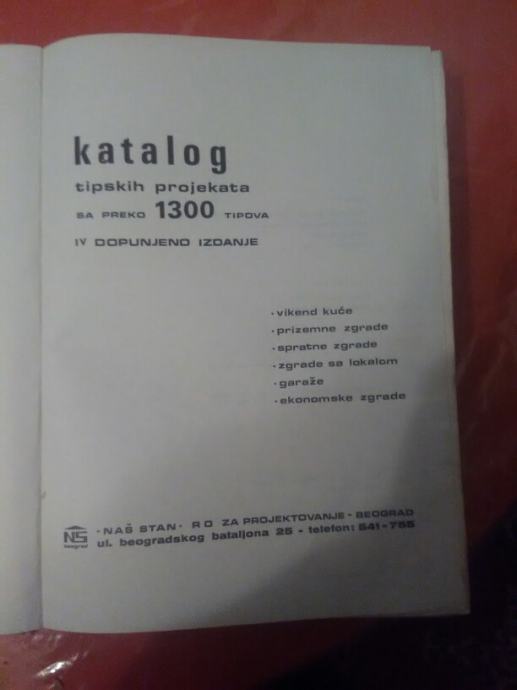 katalog
tipskih projekata
SA PREKO 1300 TIPOVA
IV DOPUNJENO IZDANJE
• vikend kuće
• prizemne zgrade
• spratne zgrade
• zgrade sa lokalom
• garaže
• ekonomske zgrade
NS
beograd
• NAŠ STAN • R O ZA PROJEKTOVANJE - BEOGRAD
ul. beogradskog bataljona 25 - telefon: 541-755